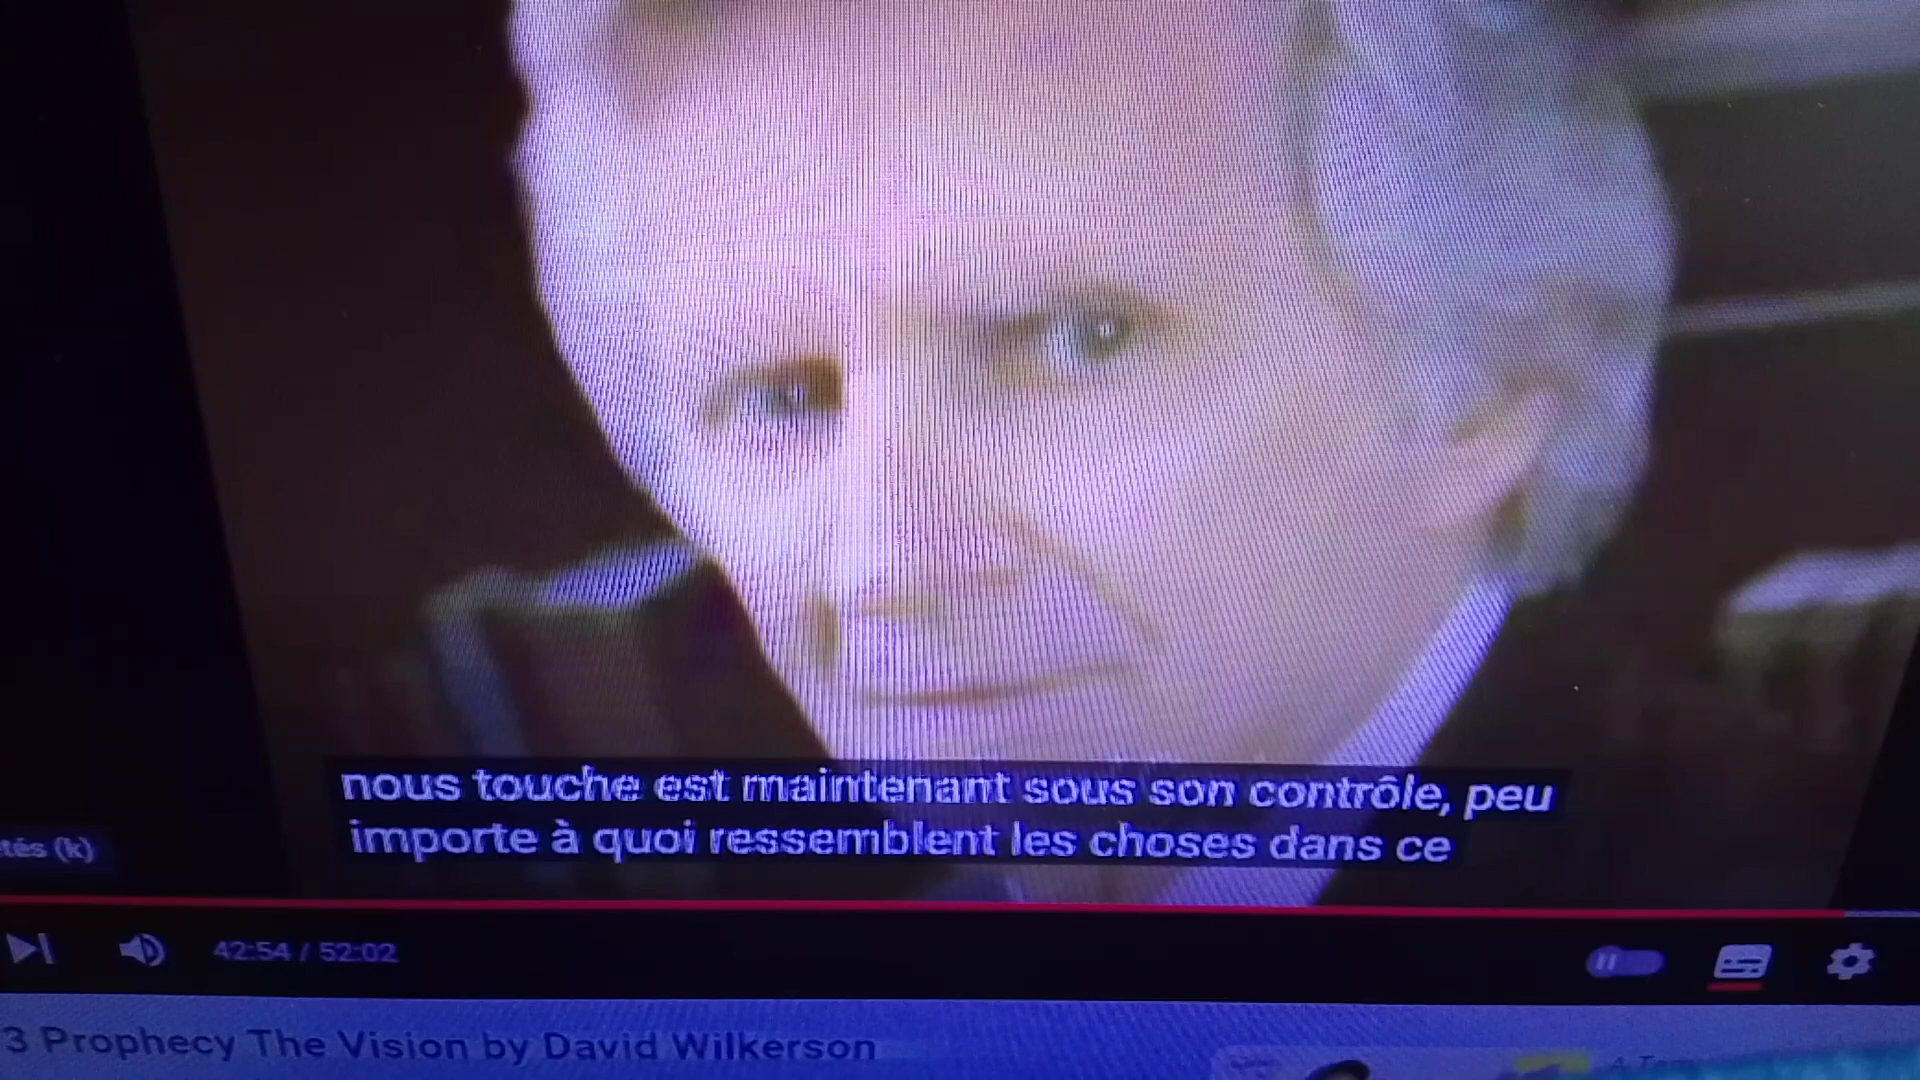 nous touche est maintenant sous son contrôle, peu
importe à quoi ressemblent les choses dans ce
tés (k)
42:54 / 52:02
3 Prophecy The Vision by David Wilkerson